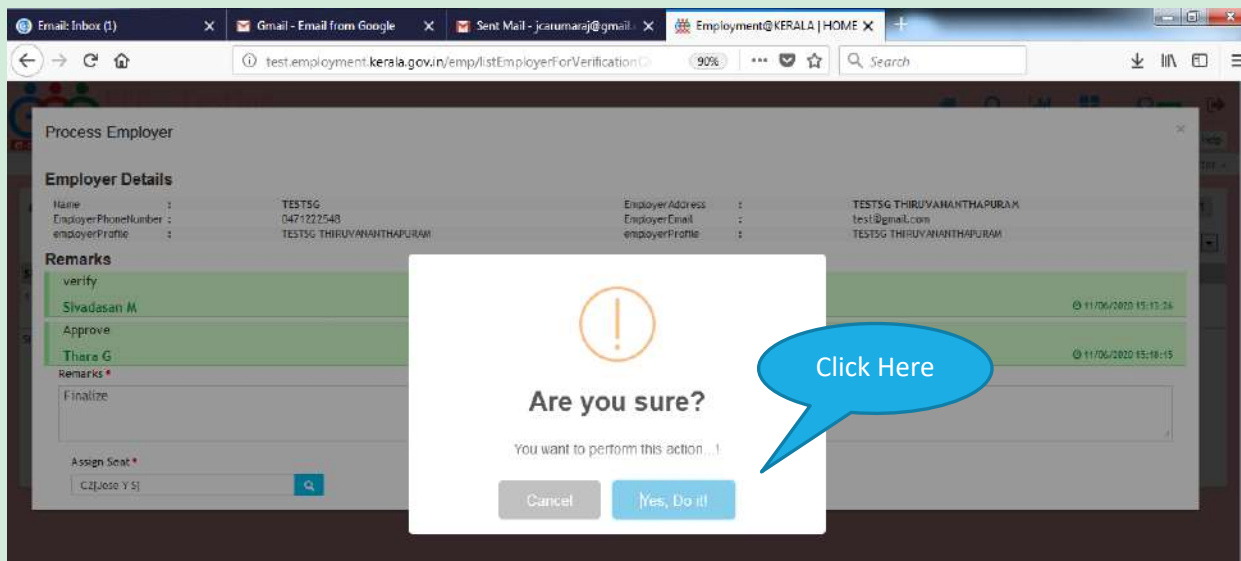 Email: Inbox (1)
Gmail - Email from Google
Sent Mail - jcarumaraj@gmail.
Employment@KERALA | HOME
test.employment.kerala.gov.in/emp/listEmployerForVerification
90%
Search
Process Employer
Employer Details
Name : TESTSG EmployerAddress : TESTSG THIRUVANANTHAPURAM
EmployerPhoneNumber : 0471222548 EmployerEmail : test@gmail.com
employerProfile : TESTSG THIRUVANANTHAPURAM employerProfile : TESTSG THIRUVANANTHAPURAM
Remarks
verify
Sivadasan M 11/06/2020 15:13:26
Approve
Thara G 11/06/2020 15:18:15
Remarks *
Finalize
Assign Seat *
C2[Jose Y S]
Are you sure?
You want to perform this action...!
Cancel
Yes, Do it!
Click Here